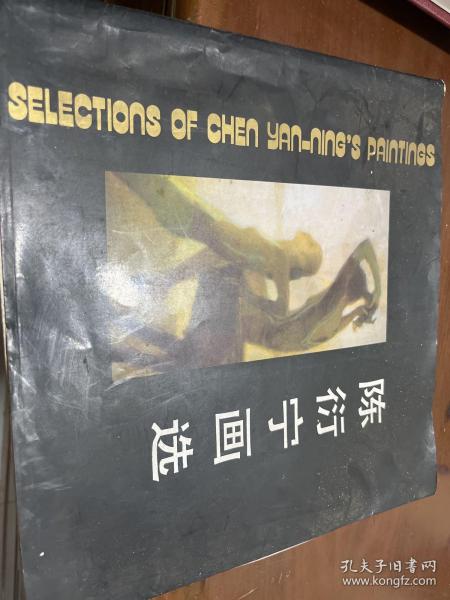 SELECTIONS OF CHEN YAN-NING'S PAINTINGS
陈衍宁画选
孔夫子旧书网
www.kongfz.com